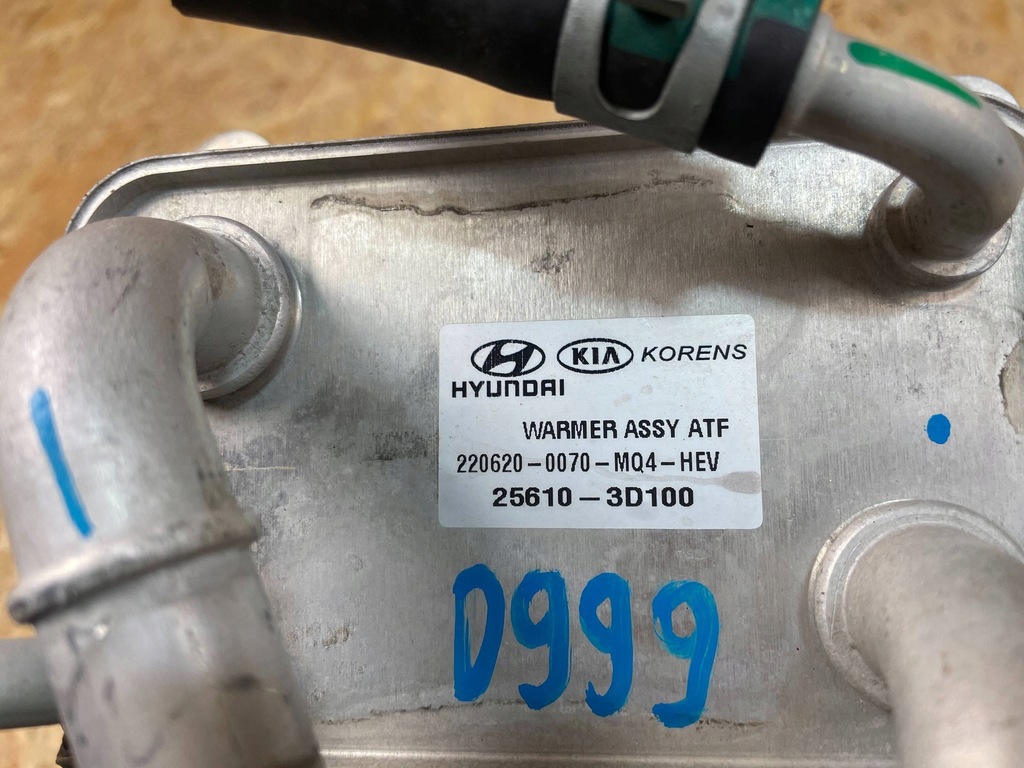 HYUNDAI KIA KORENS
WARMER ASSY ATF
220620-0070-MQ4-HEV
25610-3D100
D999